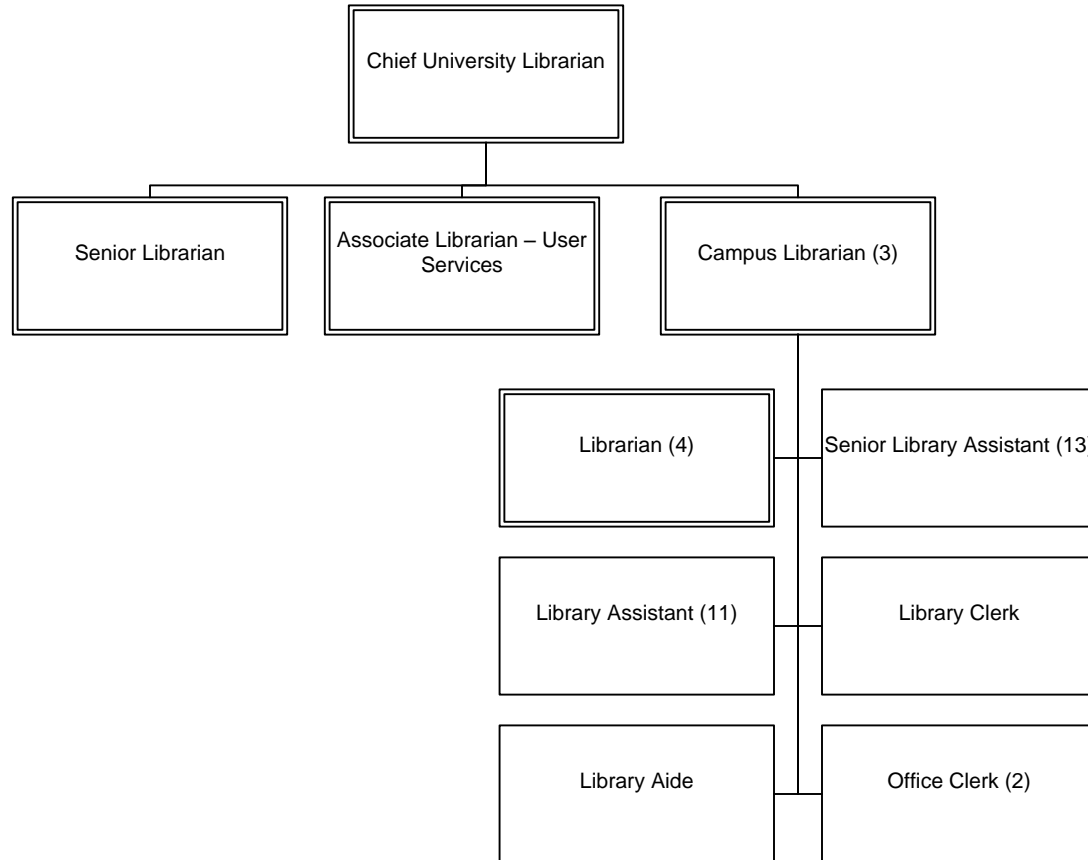 Chief University Librarian
Senior Librarian
Associate Librarian – User
Services
Campus Librarian (3)
Librarian (4)
Senior Library Assistant (13)
Library Assistant (11)
Library Clerk
Library Aide
Office Clerk (2)